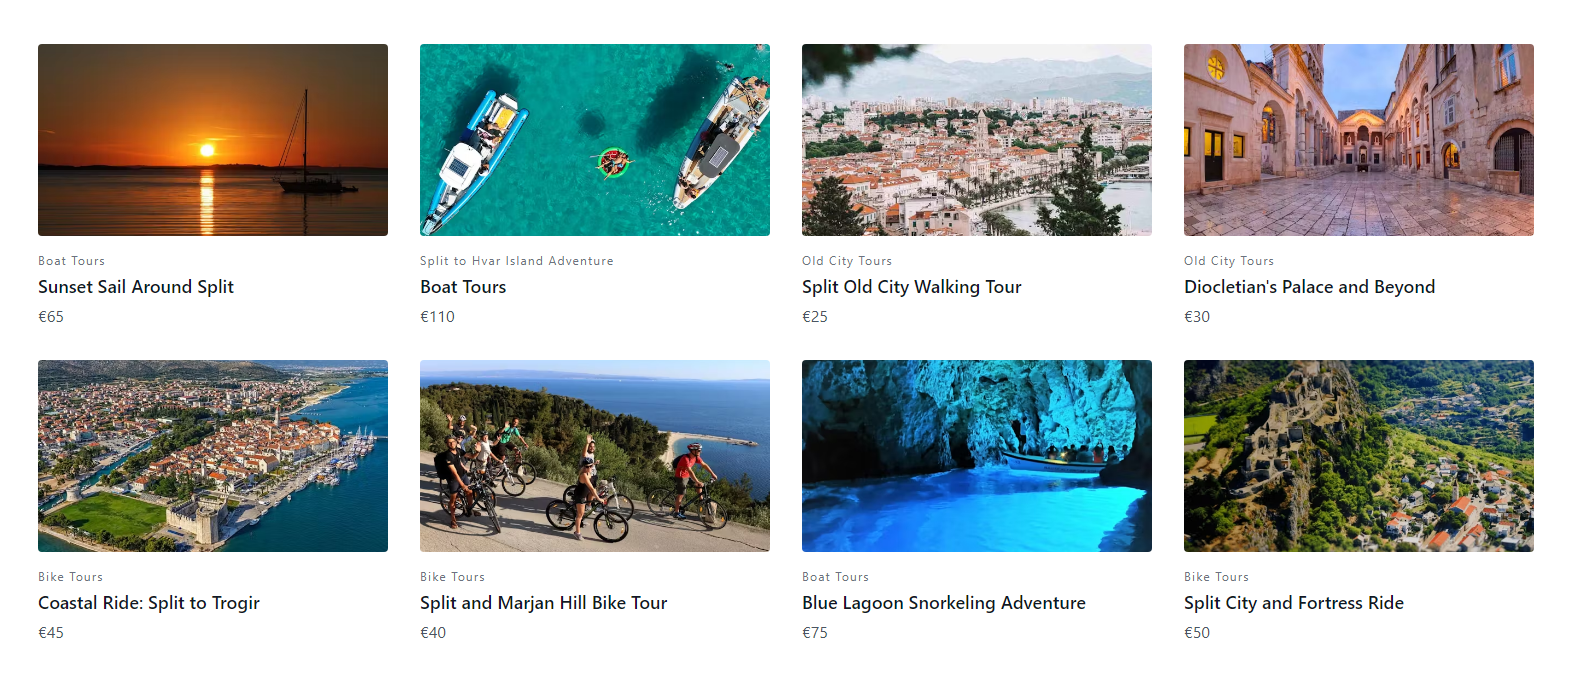 Boat Tours
Sunset Sail Around Split
€65
Split to Hvar Island Adventure
Boat Tours
€110
Old City Tours
Split Old City Walking Tour
€25
Old City Tours
Diocletian's Palace and Beyond
€30
Bike Tours
Coastal Ride: Split to Trogir
€45
Bike Tours
Split and Marjan Hill Bike Tour
€40
Boat Tours
Blue Lagoon Snorkeling Adventure
€75
Bike Tours
Split City and Fortress Ride
€50